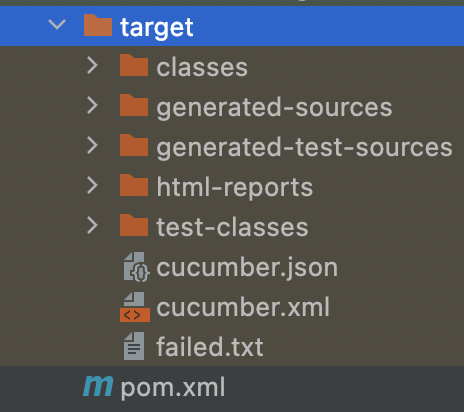 target
classes
generated-sources
generated-test-sources
html-reports
test-classes
cucumber.json
cucumber.xml
failed.txt
m pom.xml